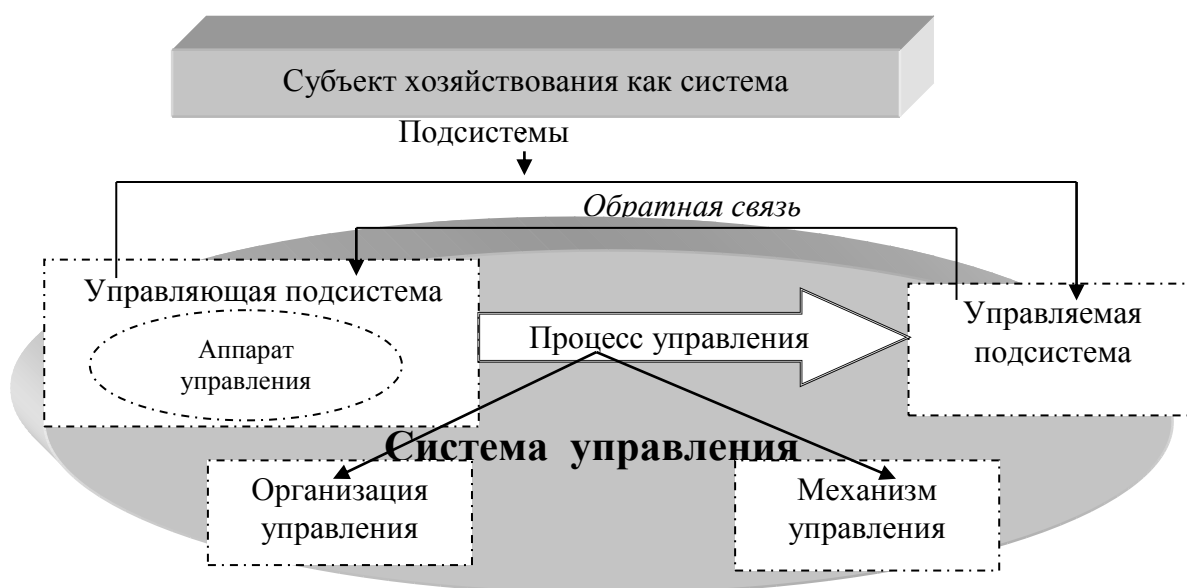 Субъект хозяйствования как система
Подсистемы
Обратная связь
Управляющая подсистема
Аппарат
управления
Процесс управления
Управляемая
подсистема
Система управления
Организация
управления
Механизм
управления